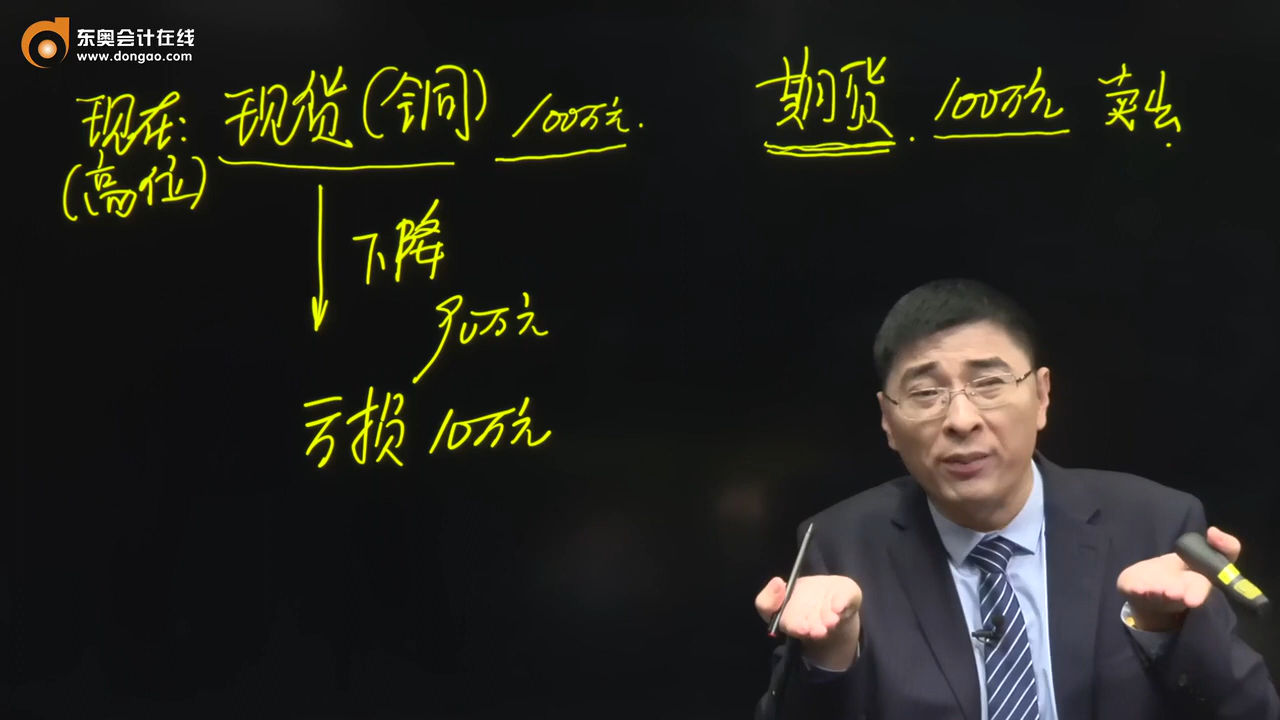 东奥会计在线
www.dongao.com
现在: 现货(铜) 100万元. 期货. 100万元 卖出.
(高位)
下降
90万元
亏损 10万元